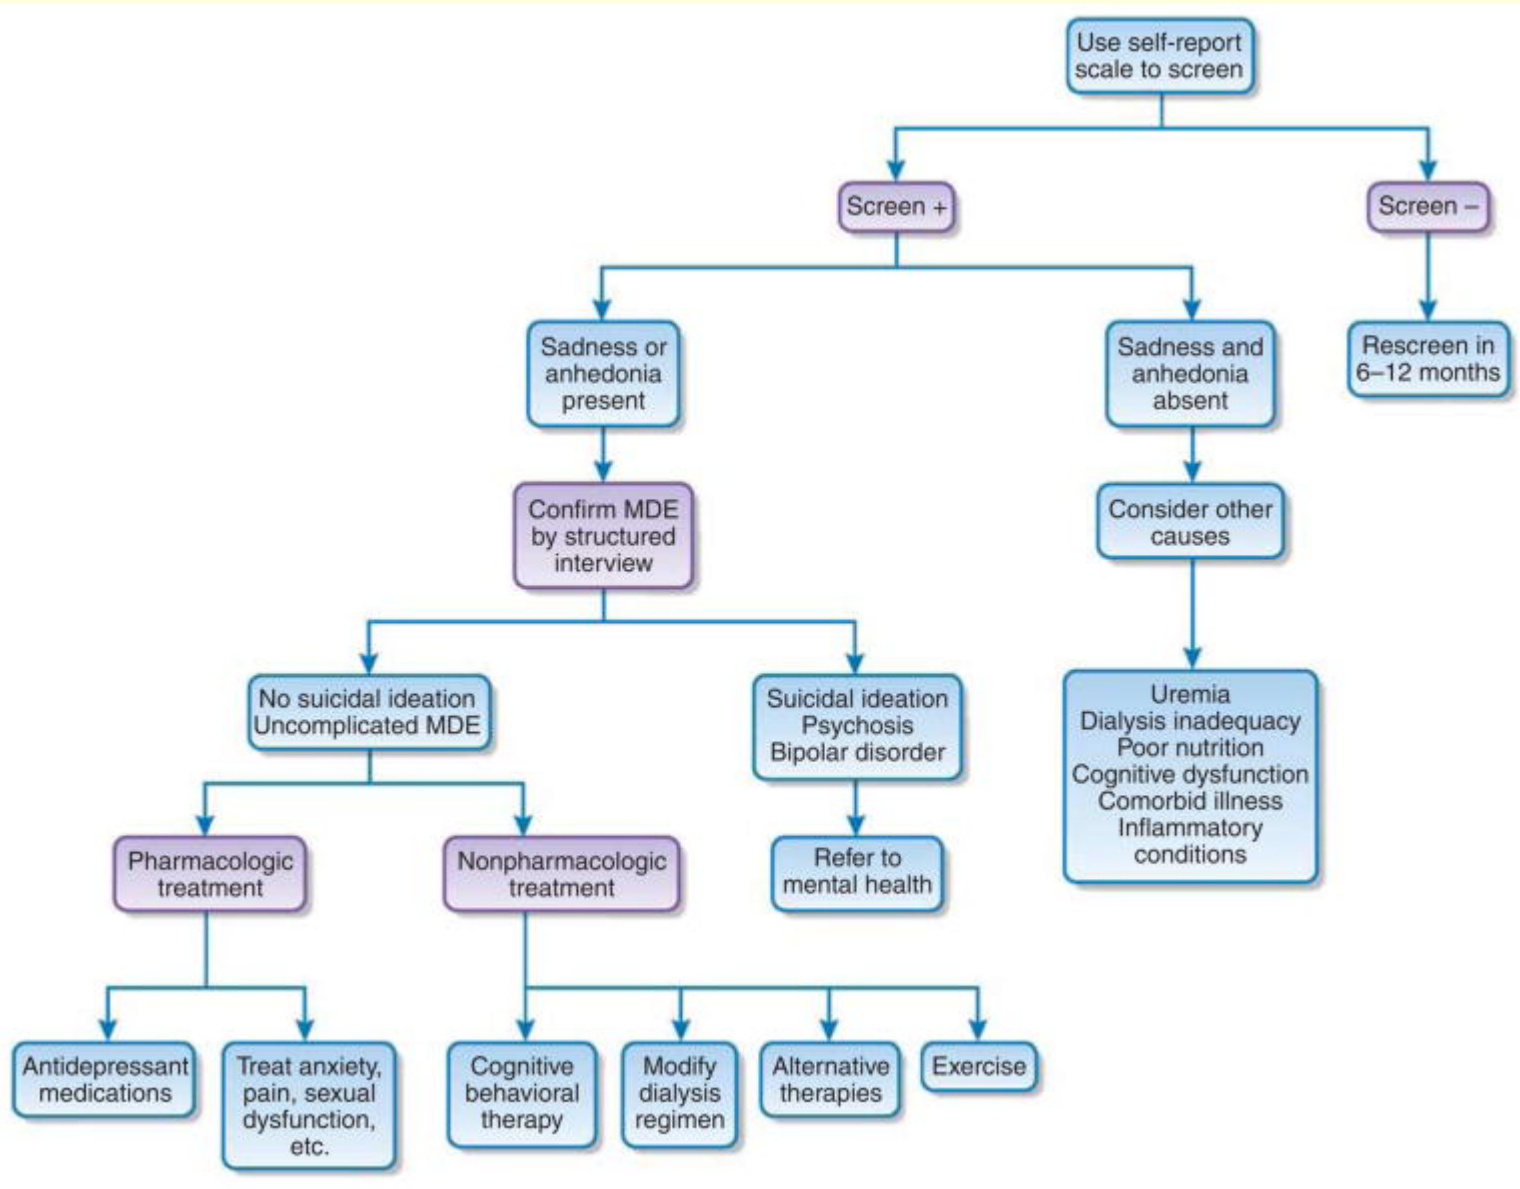 Use self-report
scale to screen
Screen +
Screen –
Sadness or
anhedonia
present
Sadness and
anhedonia
absent
Rescreen in
6–12 months
Confirm MDE
by structured
interview
Consider other
causes
No suicidal ideation
Uncomplicated MDE
Suicidal ideation
Psychosis
Bipolar disorder
Uremia
Dialysis inadequacy
Poor nutrition
Cognitive dysfunction
Comorbid illness
Inflammatory
conditions
Pharmacologic
treatment
Nonpharmacologic
treatment
Refer to
mental health
Antidepressant
medications
Treat anxiety,
pain, sexual
dysfunction,
etc.
Cognitive
behavioral
therapy
Modify
dialysis
regimen
Alternative
therapies
Exercise